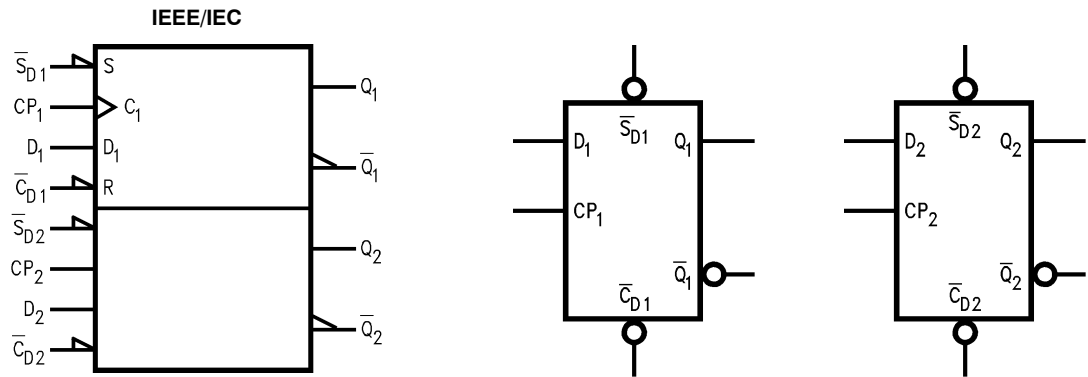 IEEE/IEC
S̅D1 S
CP1 C1
D1 D1
C̅D1 R
S̅D2
CP2
D2
C̅D2
Q1
Q̅1
Q2
Q̅2
S̅D1
D1 Q1
CP1
Q̅1
C̅D1
S̅D2
D2 Q2
CP2
Q̅2
C̅D2